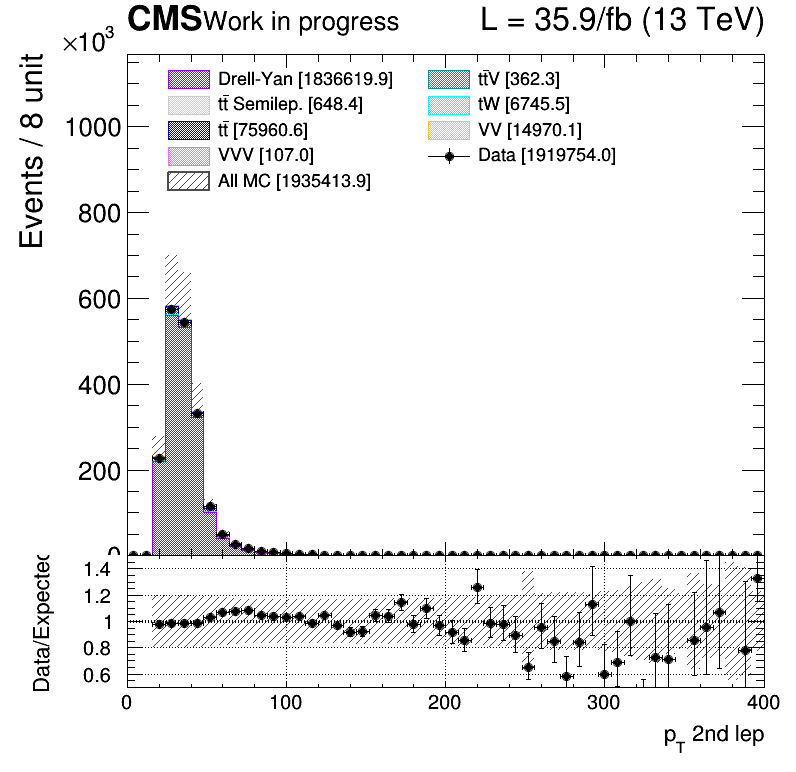 CMS Work in progress L = 35.9/fb (13 TeV)
×10³
Events / 8 unit
Drell-Yan [1836619.9]
tt̄ Semilep. [648.4]
tt̄ [75960.6]
VVV [107.0]
All MC [1935413.9]
tt̄V [362.3]
tW [6745.5]
VV [14970.1]
Data [1919754.0]
1000
800
600
400
200
0
Data/Expected
1.4
1.2
1
0.8
0.6
0 100 200 300 400
p_T 2nd lep